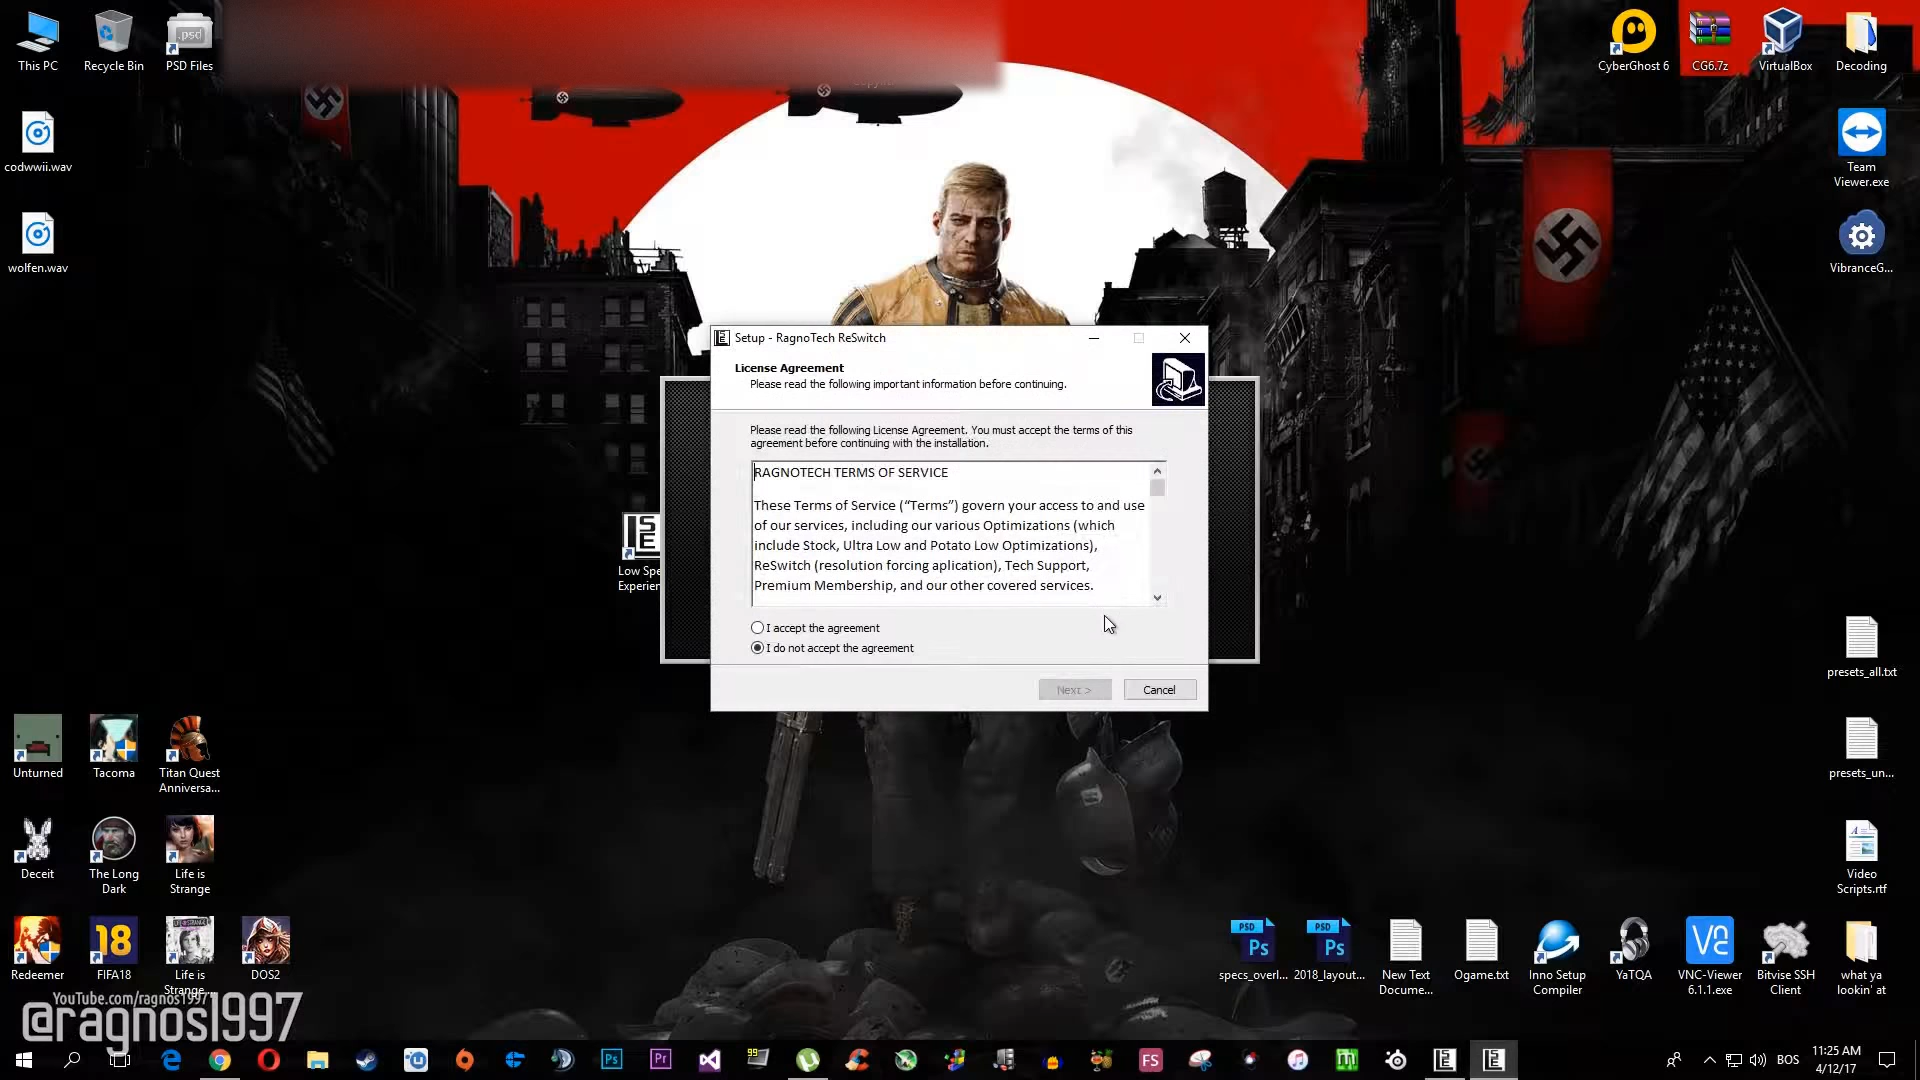 This PC
Recycle Bin
PSD Files
CyberGhost 6
CG6.7z
VirtualBox
Decoding
codwwii.wav
Team
Viewer.exe
wolfen.wav
VibranceG...
Setup - RagnoTech ReSwitch
License Agreement
Please read the following important information before continuing.
Please read the following License Agreement. You must accept the terms of this
agreement before continuing with the installation.
RAGNOTECH TERMS OF SERVICE
These Terms of Service (“Terms”) govern your access to and use
of our services, including our various Optimizations (which
include Stock, Ultra Low and Potato Low Optimizations),
ReSwitch (resolution forcing aplication), Tech Support,
Premium Membership, and our other covered services.
I accept the agreement
I do not accept the agreement
Next >
Cancel
Low Spe
Experien
presets_all.txt
presets_un...
Video
Scripts.rtf
Unturned
Tacoma
Titan Quest
Anniversa...
Deceit
The Long
Dark
Life is
Strange
Redeemer
FIFA18
Life is
Strange...
DOS2
specs_overl...
2018_layout...
New Text
Docume...
Ogame.txt
Inno Setup
Compiler
YaTQA
VNC-Viewer
6.1.1.exe
Bitvise SSH
Client
what ya
lookin' at
YouTube.com/ragnos1997
@ragnos1997
BOS
11:25 AM
4/12/17